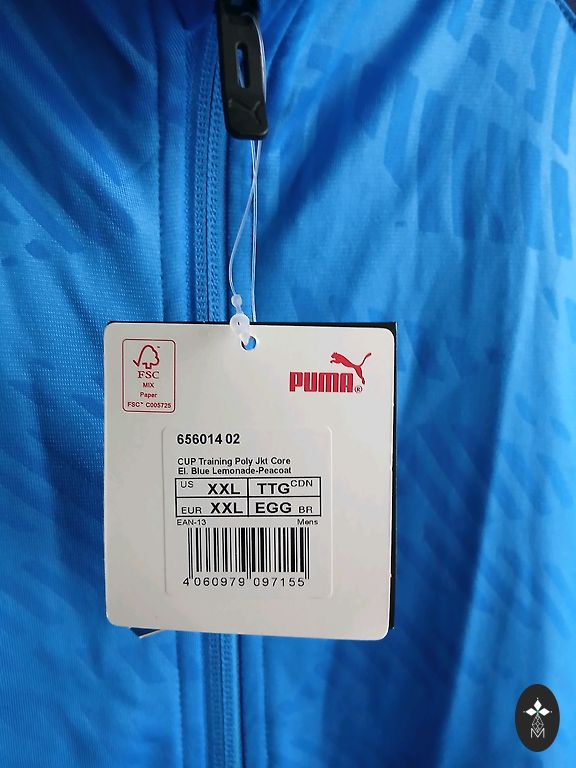 FSC
MIX
Paper
FSC™ C005725
PUMA®
656014 02
CUP Training Poly Jkt Core
El. Blue Lemonade-Peacoat
US XXL TTG CDN
EUR XXL EGG BR
EAN-13 Mens
4 060979 097155
M